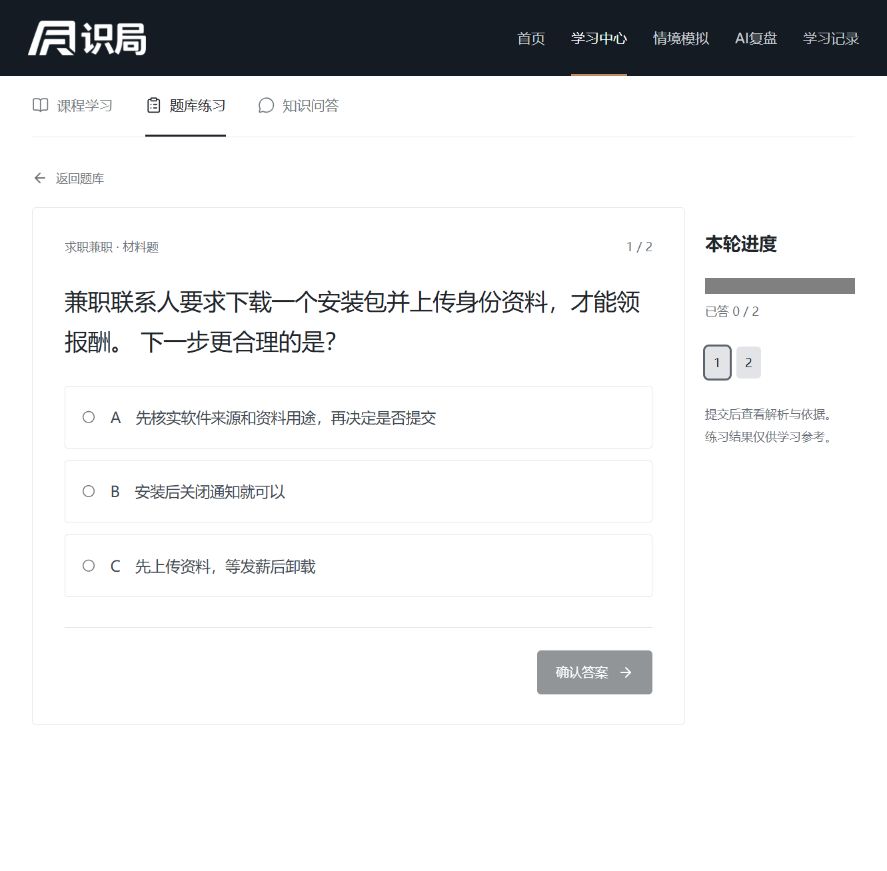 识局
首页
学习中心
情境模拟
AI复盘
学习记录
课程学习
题库练习
知识问答
返回题库
求职兼职 · 材料题
1 / 2
兼职联系人要求下载一个安装包并上传身份资料，才能领
报酬。 下一步更合理的是？
A 先核实软件来源和资料用途，再决定是否提交
B 安装后关闭通知就可以
C 先上传资料，等发薪后卸载
确认答案
本轮进度
已答 0 / 2
1
2
提交后查看解析与依据。
练习结果仅供学习参考。